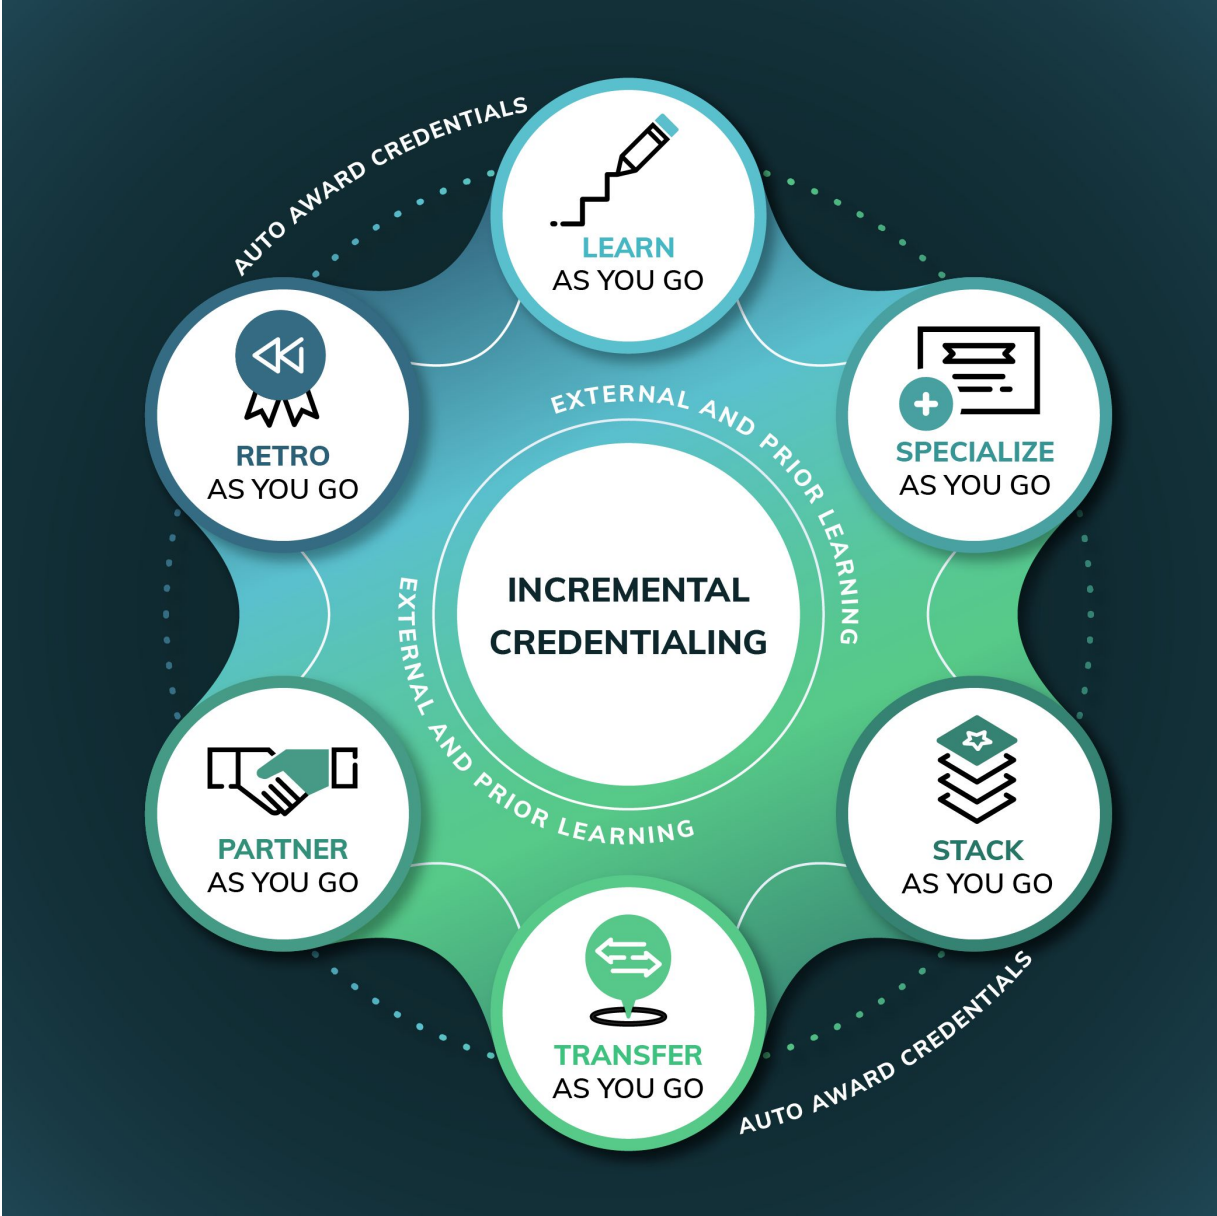 AUTO AWARD CREDENTIALS
LEARN
AS YOU GO
RETRO
AS YOU GO
SPECIALIZE
AS YOU GO
EXTERNAL AND PRIOR LEARNING
INCREMENTAL
CREDENTIALING
EXTERNAL AND PRIOR LEARNING
PARTNER
AS YOU GO
STACK
AS YOU GO
TRANSFER
AS YOU GO
AUTO AWARD CREDENTIALS